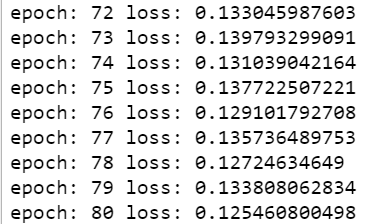 epoch: 72 loss: 0.133045987603
epoch: 73 loss: 0.139793299091
epoch: 74 loss: 0.131039042164
epoch: 75 loss: 0.137722507221
epoch: 76 loss: 0.129101792708
epoch: 77 loss: 0.135736489753
epoch: 78 loss: 0.12724634649
epoch: 79 loss: 0.133808062834
epoch: 80 loss: 0.125460800498